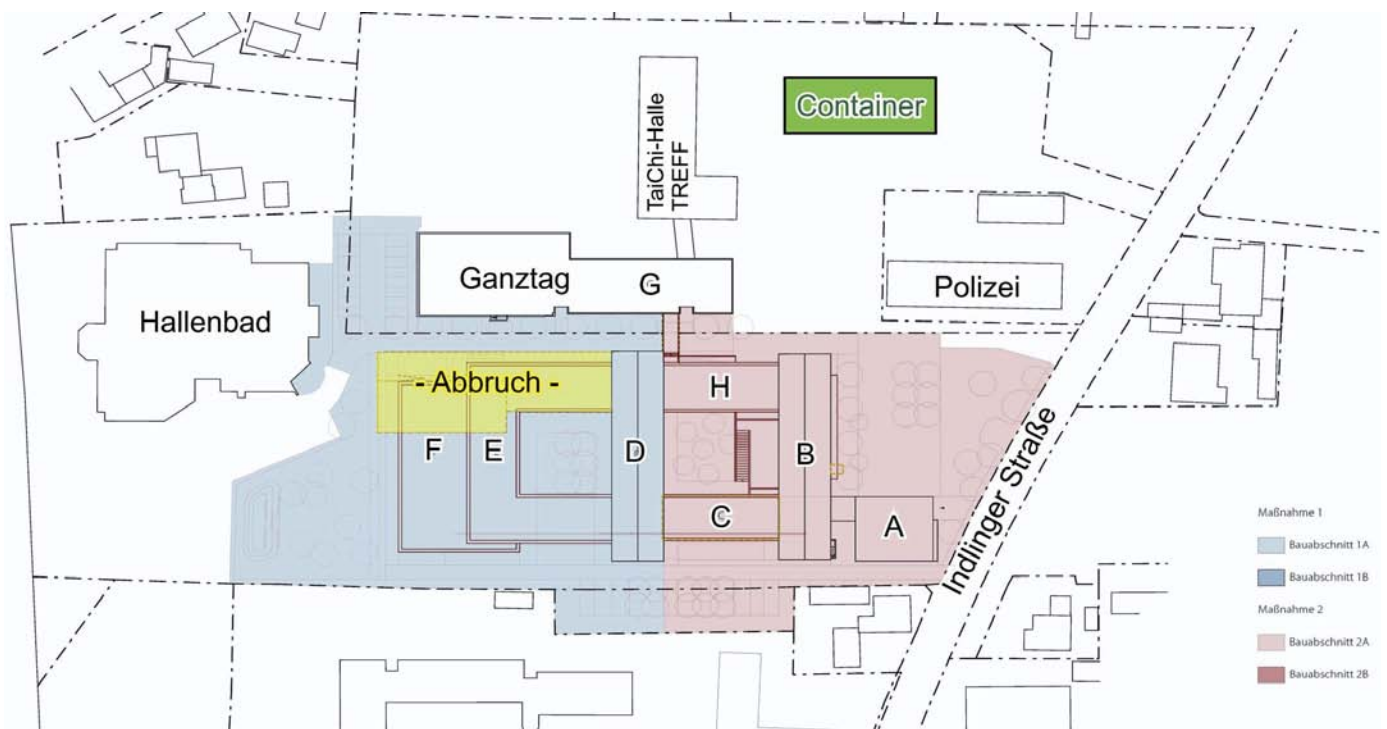 Container
TaiChi-Halle
TREFF
Ganztag
G
Polizei
Hallenbad
- Abbruch -
H
F
E
D
B
C
A
Indlinger Straße
Maßnahme 1
Bauabschnitt 1A
Bauabschnitt 1B
Maßnahme 2
Bauabschnitt 2A
Bauabschnitt 2B